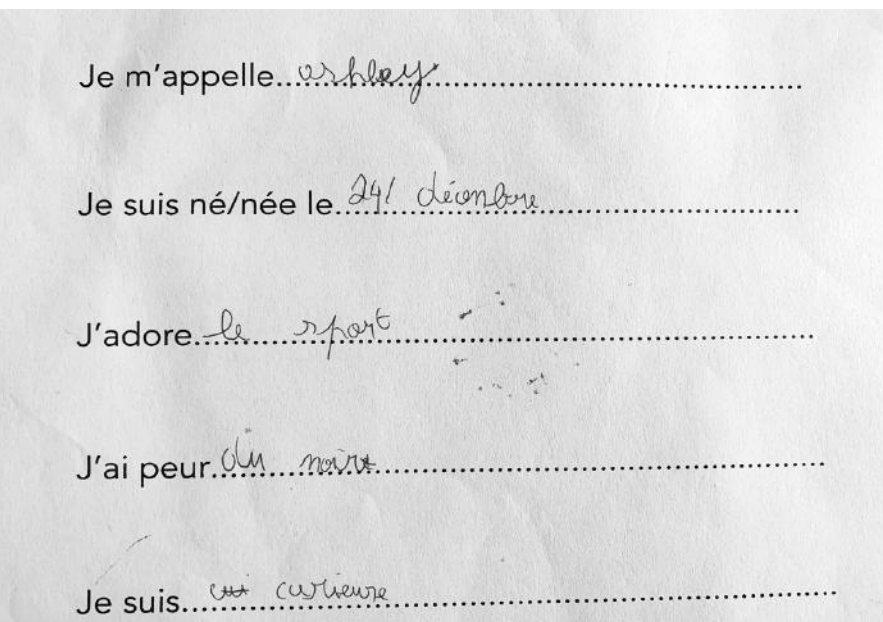 Je m'appelle ashley
Je suis né/née le 24 décembre
J'adore le sport
J'ai peur du noir
Je suis curieuse